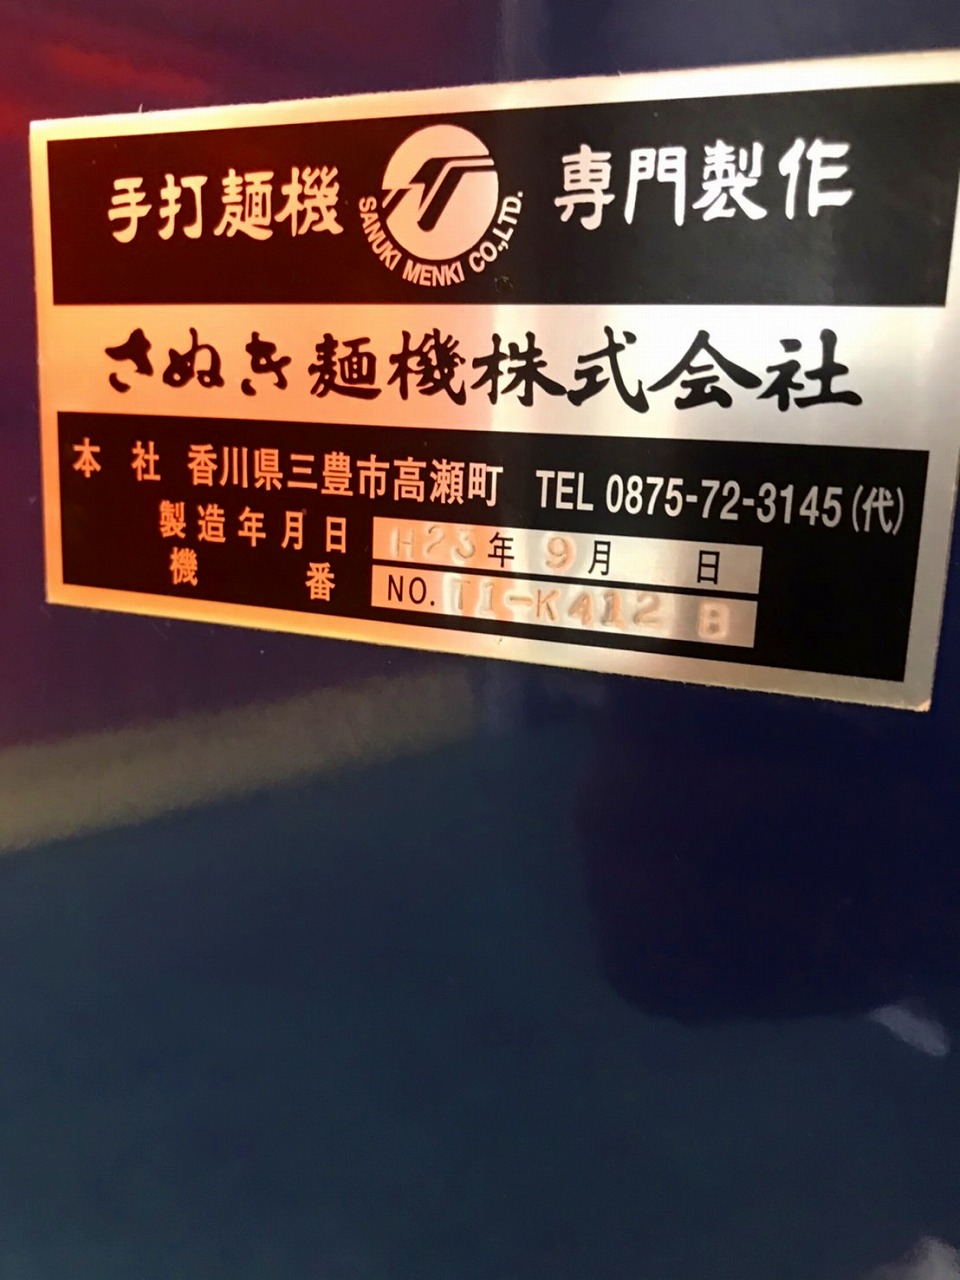 手打麺機 専門製作
SANUKI MENKI CO.,LTD.
さぬき麺機株式会社
本社 香川県三豊市高瀬町 TEL 0875-72-3145(代)
製造年月日 H23年 9月 日
機番 NO. T1-K412 B